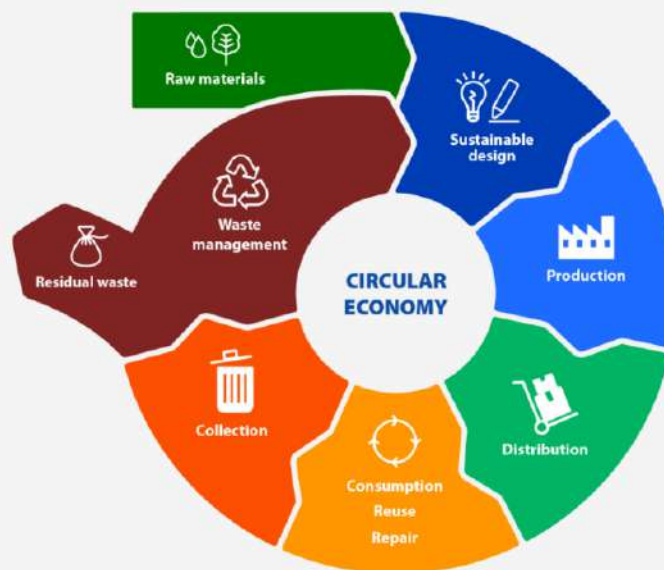 Raw materials
Sustainable
design
Production
Distribution
Consumption
Reuse
Repair
Collection
Waste
management
Residual waste
CIRCULAR
ECONOMY